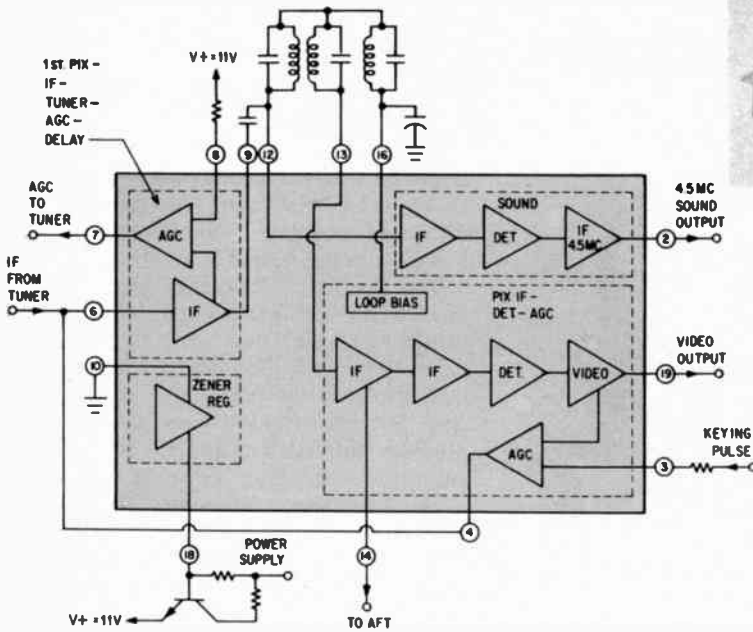 1ST. PIX-
IF-
TUNER-
AGC-
DELAY
V+=11V
8
9
12
13
16
AGC
TO
TUNER
7
AGC
SOUND
IF
DET.
IF
4.5MC
2
4.5MC
SOUND
OUTPUT
IF
FROM
TUNER
6
IF
LOOP BIAS
PIX IF-
DET-AGC
IF
IF
DET.
VIDEO
19
VIDEO
OUTPUT
10
ZENER
REG.
AGC
3
KEYING
PULSE
4
18
POWER
SUPPLY
14
V+=11V
TO AFT